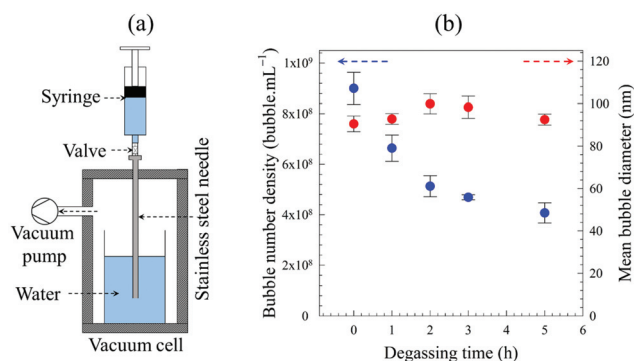 (a)
Syringe
Valve
Stainless steel needle
Vacuum
pump
Water
Vacuum cell
(b)
Bubble number density (bubble.mL⁻¹)
1x10⁹
8x10⁸
6x10⁸
4x10⁸
2x10⁸
0
120
100
80
60
40
20
0
Mean bubble diameter (nm)
0 1 2 3 4 5 6
Degassing time (h)